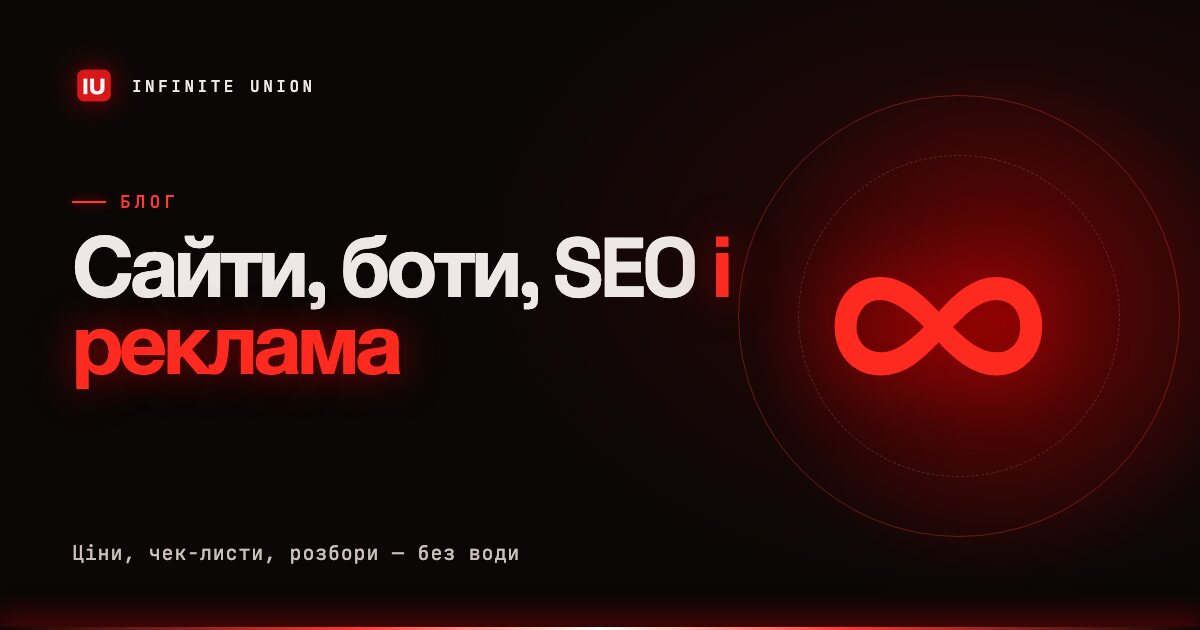 IU INFINITE UNION
БЛОГ
Сайти, боти, SEO і
реклама
Ціни, чек-листи, розбори — без води